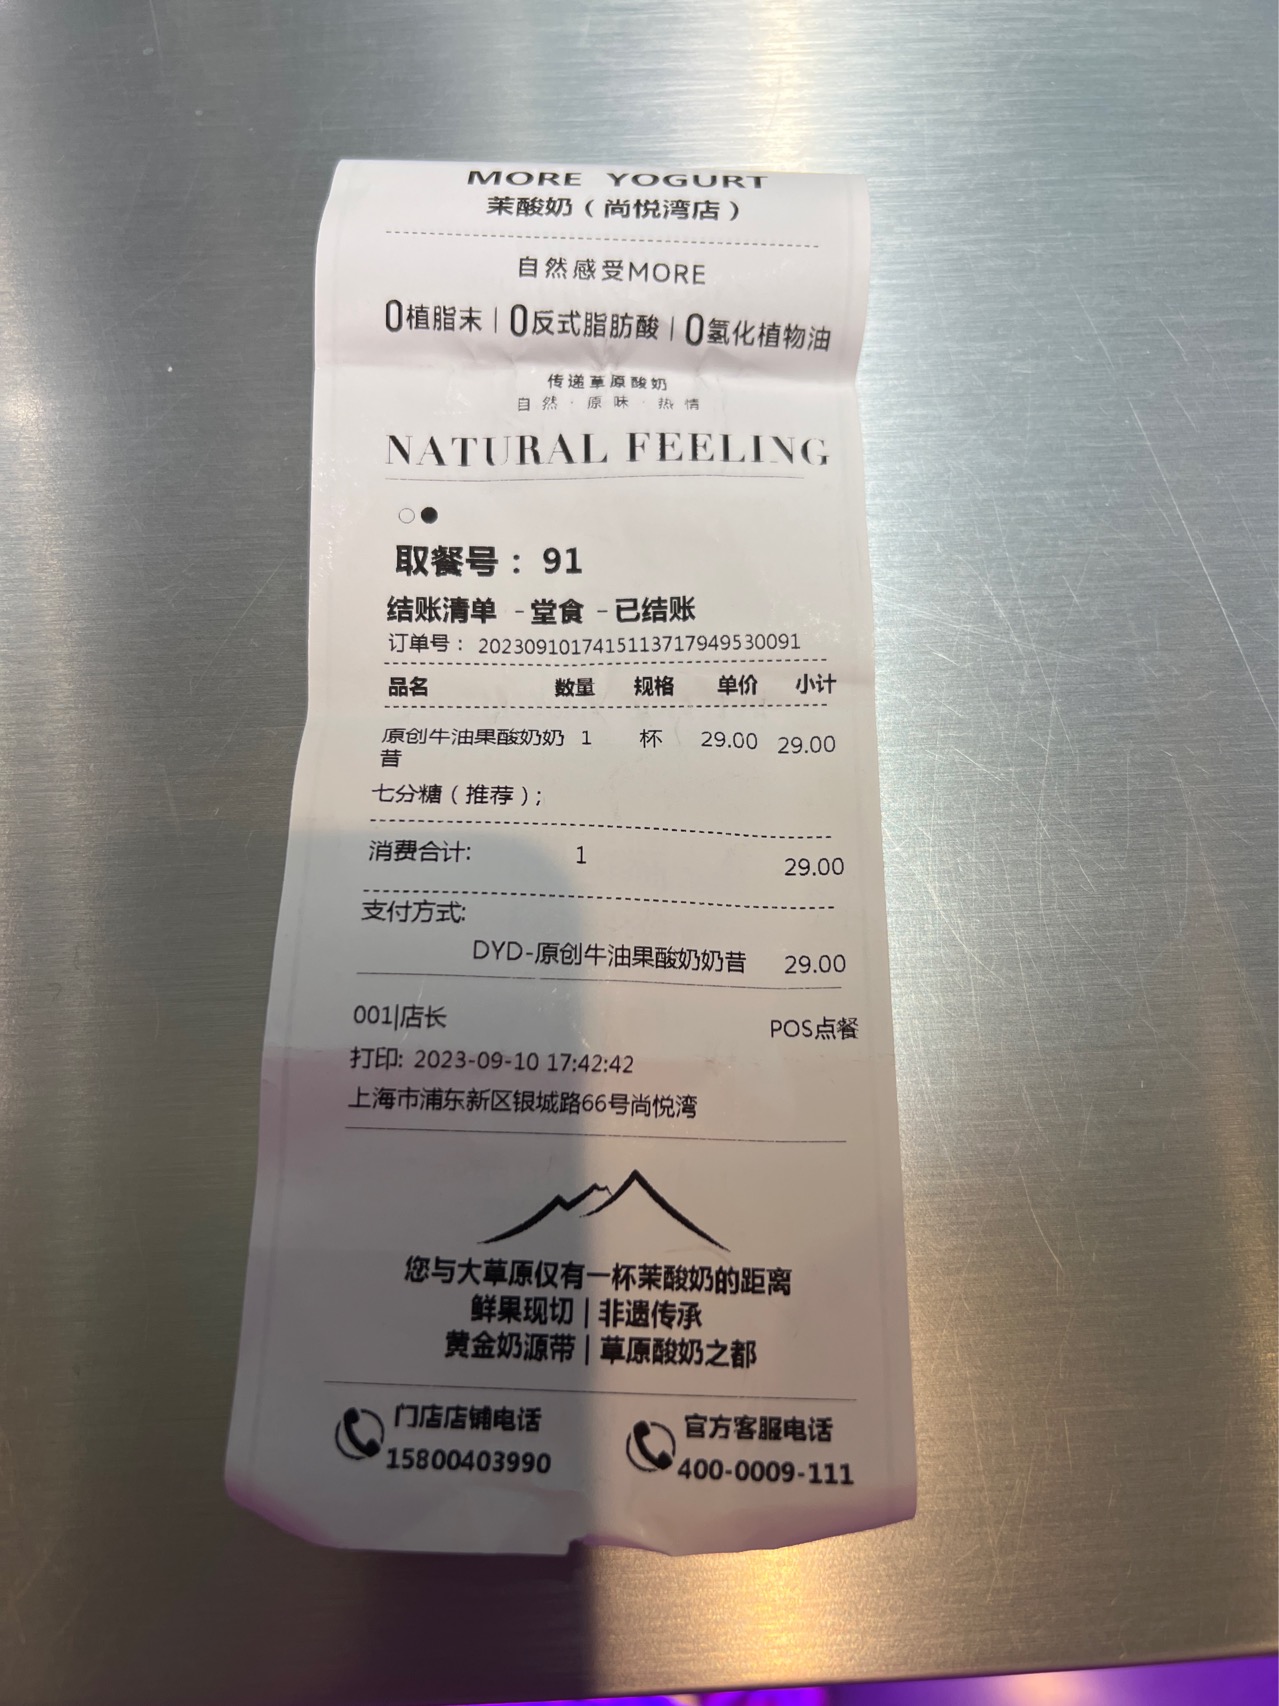 MORE YOGURT
茉酸奶（尚悦湾店）
自然感受MORE
0植脂末｜0反式脂肪酸｜0氢化植物油
传递草原酸奶
自然·原味·热情
NATURAL FEELING
取餐号：91
结账清单 -堂食 -已结账
订单号：20230910174151137179495300​91
品名 数量 规格 单价 小计
原创牛油果酸奶奶 1 杯 29.00 29.00
昔
七分糖（推荐）；
消费合计: 1 29.00
支付方式:
DYD-原创牛油果酸奶奶昔 29.00
001|店长 POS点餐
打印: 2023-09-10 17:42:42
上海市浦东新区银城路66号尚悦湾
您与大草原仅有一杯茉酸奶的距离
鲜果现切｜非遗传承
黄金奶源带｜草原酸奶之都
门店店铺电话 官方客服电话
15800403990 400-0009-111